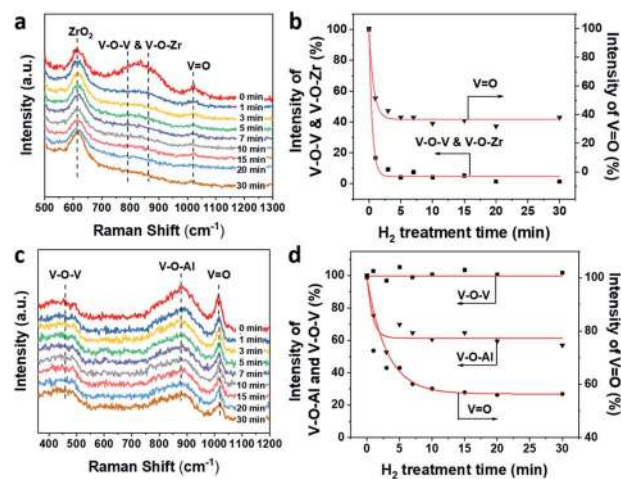 a
ZrO2
V-O-V & V-O-Zr
V=O
0 min
1 min
3 min
5 min
7 min
10 min
15 min
20 min
30 min
Intensity (a.u.)
500 600 700 800 900 1000 1100 1200 1300
Raman Shift (cm-1)
b
Intensity of
V-O-V & V-O-Zr (%)
100
80
60
40
20
0
V=O
V-O-V & V-O-Zr
100
80
60
40
20
0
Intensity of V=O (%)
0 5 10 15 20 25 30
H2 treatment time (min)
c
V-O-V
V-O-Al
V=O
0 min
1 min
3 min
5 min
7 min
10 min
15 min
20 min
30 min
Intensity (a.u.)
400 500 600 700 800 900 1000 1100 1200
Raman Shift (cm-1)
d
Intensity of
V-O-Al and V-O-V (%)
100
80
60
40
20
0
V-O-V
V-O-Al
V=O
100
80
60
40
Intensity of
V=O (%)
0 5 10 15 20 25 30
H2 treatment time (min)